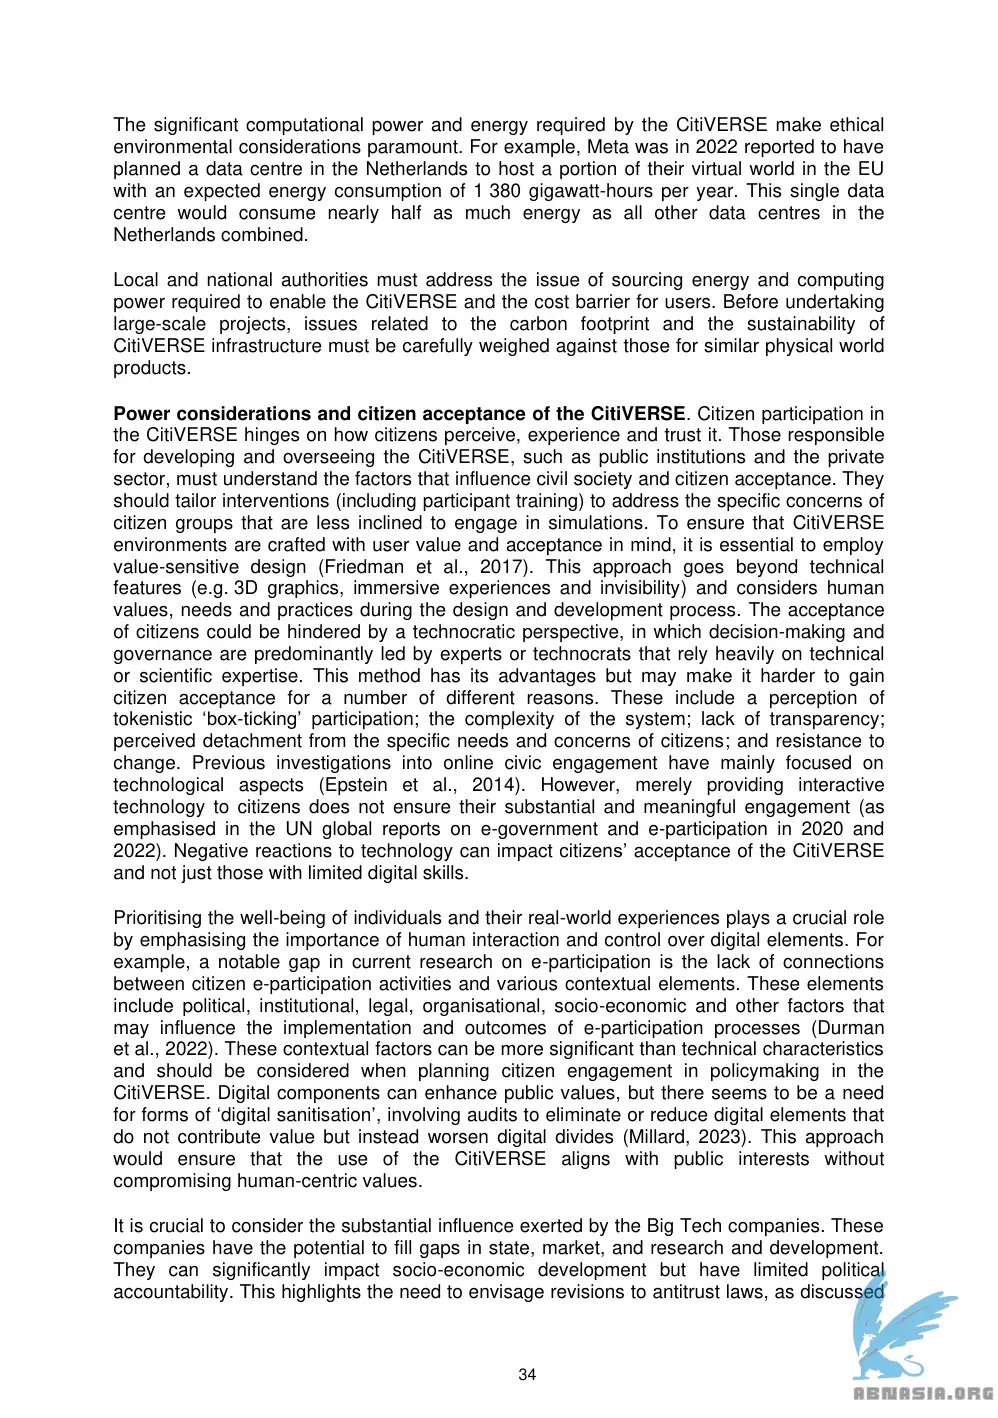 The significant computational power and energy required by the CitiVERSE make ethical
environmental considerations paramount. For example, Meta was in 2022 reported to have
planned a data centre in the Netherlands to host a portion of their virtual world in the EU
with an expected energy consumption of 1 380 gigawatt-hours per year. This single data
centre would consume nearly half as much energy as all other data centres in the
Netherlands combined.
Local and national authorities must address the issue of sourcing energy and computing
power required to enable the CitiVERSE and the cost barrier for users. Before undertaking
large-scale projects, issues related to the carbon footprint and the sustainability of
CitiVERSE infrastructure must be carefully weighed against those for similar physical world
products.
Power considerations and citizen acceptance of the CitiVERSE. Citizen participation in
the CitiVERSE hinges on how citizens perceive, experience and trust it. Those responsible
for developing and overseeing the CitiVERSE, such as public institutions and the private
sector, must understand the factors that influence civil society and citizen acceptance. They
should tailor interventions (including participant training) to address the specific concerns of
citizen groups that are less inclined to engage in simulations. To ensure that CitiVERSE
environments are crafted with user value and acceptance in mind, it is essential to employ
value-sensitive design (Friedman et al., 2017). This approach goes beyond technical
features (e.g. 3D graphics, immersive experiences and invisibility) and considers human
values, needs and practices during the design and development process. The acceptance
of citizens could be hindered by a technocratic perspective, in which decision-making and
governance are predominantly led by experts or technocrats that rely heavily on technical
or scientific expertise. This method has its advantages but may make it harder to gain
citizen acceptance for a number of different reasons. These include a perception of
tokenistic ‘box-ticking’ participation; the complexity of the system; lack of transparency;
perceived detachment from the specific needs and concerns of citizens; and resistance to
change. Previous investigations into online civic engagement have mainly focused on
technological aspects (Epstein et al., 2014). However, merely providing interactive
technology to citizens does not ensure their substantial and meaningful engagement (as
emphasised in the UN global reports on e-government and e-participation in 2020 and
2022). Negative reactions to technology can impact citizens’ acceptance of the CitiVERSE
and not just those with limited digital skills.
Prioritising the well-being of individuals and their real-world experiences plays a crucial role
by emphasising the importance of human interaction and control over digital elements. For
example, a notable gap in current research on e-participation is the lack of connections
between citizen e-participation activities and various contextual elements. These elements
include political, institutional, legal, organisational, socio-economic and other factors that
may influence the implementation and outcomes of e-participation processes (Durman
et al., 2022). These contextual factors can be more significant than technical characteristics
and should be considered when planning citizen engagement in policymaking in the
CitiVERSE. Digital components can enhance public values, but there seems to be a need
for forms of ‘digital sanitisation’, involving audits to eliminate or reduce digital elements that
do not contribute value but instead worsen digital divides (Millard, 2023). This approach
would ensure that the use of the CitiVERSE aligns with public interests without
compromising human-centric values.
It is crucial to consider the substantial influence exerted by the Big Tech companies. These
companies have the potential to fill gaps in state, market, and research and development.
They can significantly impact socio-economic development but have limited political
accountability. This highlights the need to envisage revisions to antitrust laws, as discussed
34
ABNASIA.ORG